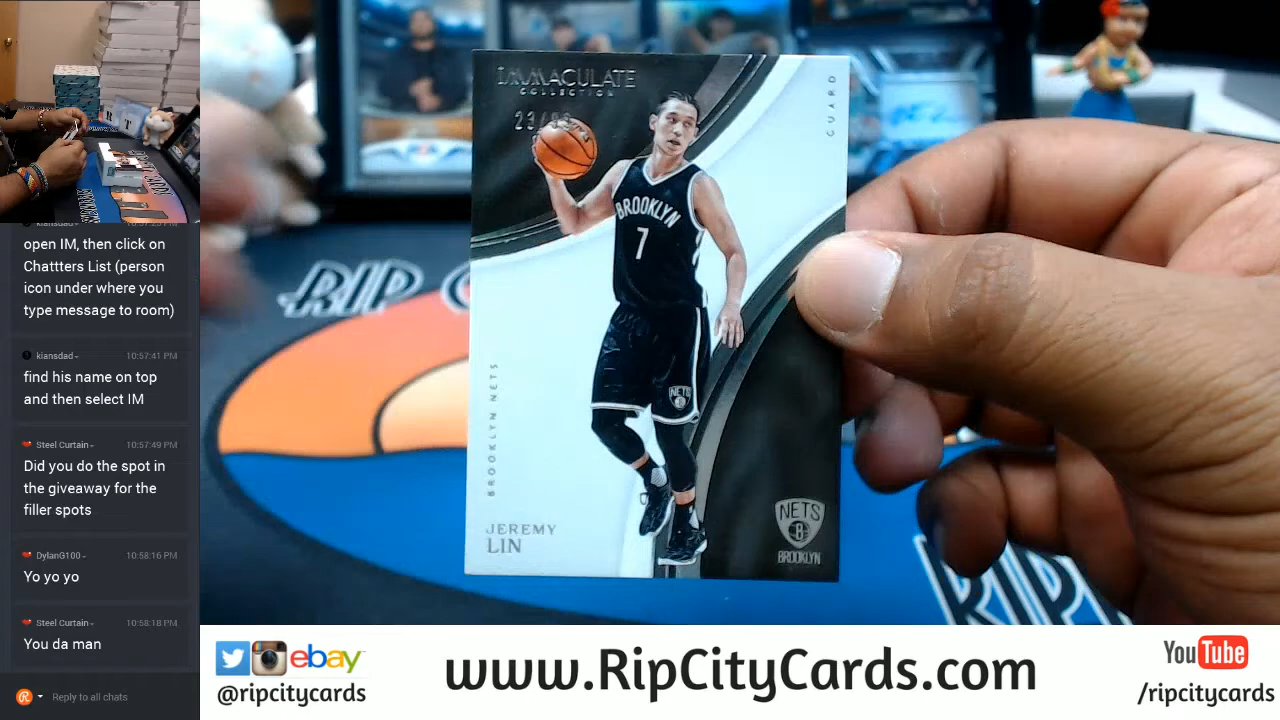 open IM, then click on
Chattters List (person
icon under where you
type message to room)
kiansdad 10:57:41 PM
find his name on top
and then select IM
Steel Curtain 10:57:49 PM
Did you do the spot in
the giveaway for the
filler spots
DylanG100 10:58:16 PM
Yo yo yo
Steel Curtain 10:58:18 PM
You da man
Reply to all chats
IMMACULATE
COLLECTION
GUARD
BROOKLYN
7
NETS
BROOKLYN NETS
JEREMY
LIN
NETS
B
BROOKLYN
RIP
RIP
ebay
@ripcitycards
www.RipCityCards.com
YouTube
/ripcitycards